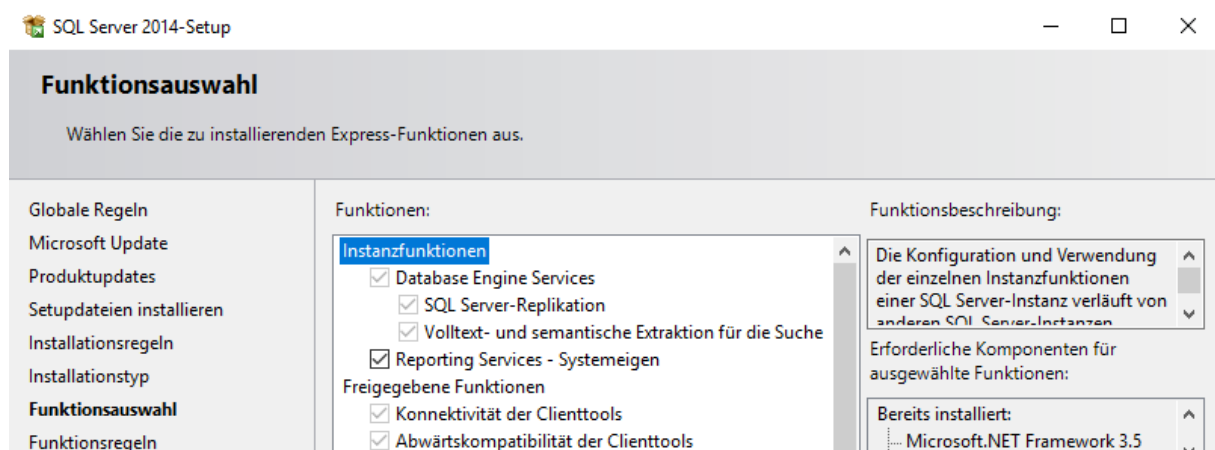 SQL Server 2014-Setup
Funktionsauswahl
Wählen Sie die zu installierenden Express-Funktionen aus.
Globale Regeln
Microsoft Update
Produktupdates
Setupdateien installieren
Installationsregeln
Installationstyp
Funktionsauswahl
Funktionsregeln
Funktionen:
Instanzfunktionen
Database Engine Services
SQL Server-Replikation
Volltext- und semantische Extraktion für die Suche
Reporting Services - Systemeigen
Freigegebene Funktionen
Konnektivität der Clienttools
Abwärtskompatibilität der Clienttools
Funktionsbeschreibung:
Die Konfiguration und Verwendung
der einzelnen Instanzfunktionen
einer SQL Server-Instanz verläuft von
anderen SQL Server-Instanzen
Erforderliche Komponenten für
ausgewählte Funktionen:
Bereits installiert:
Microsoft.NET Framework 3.5